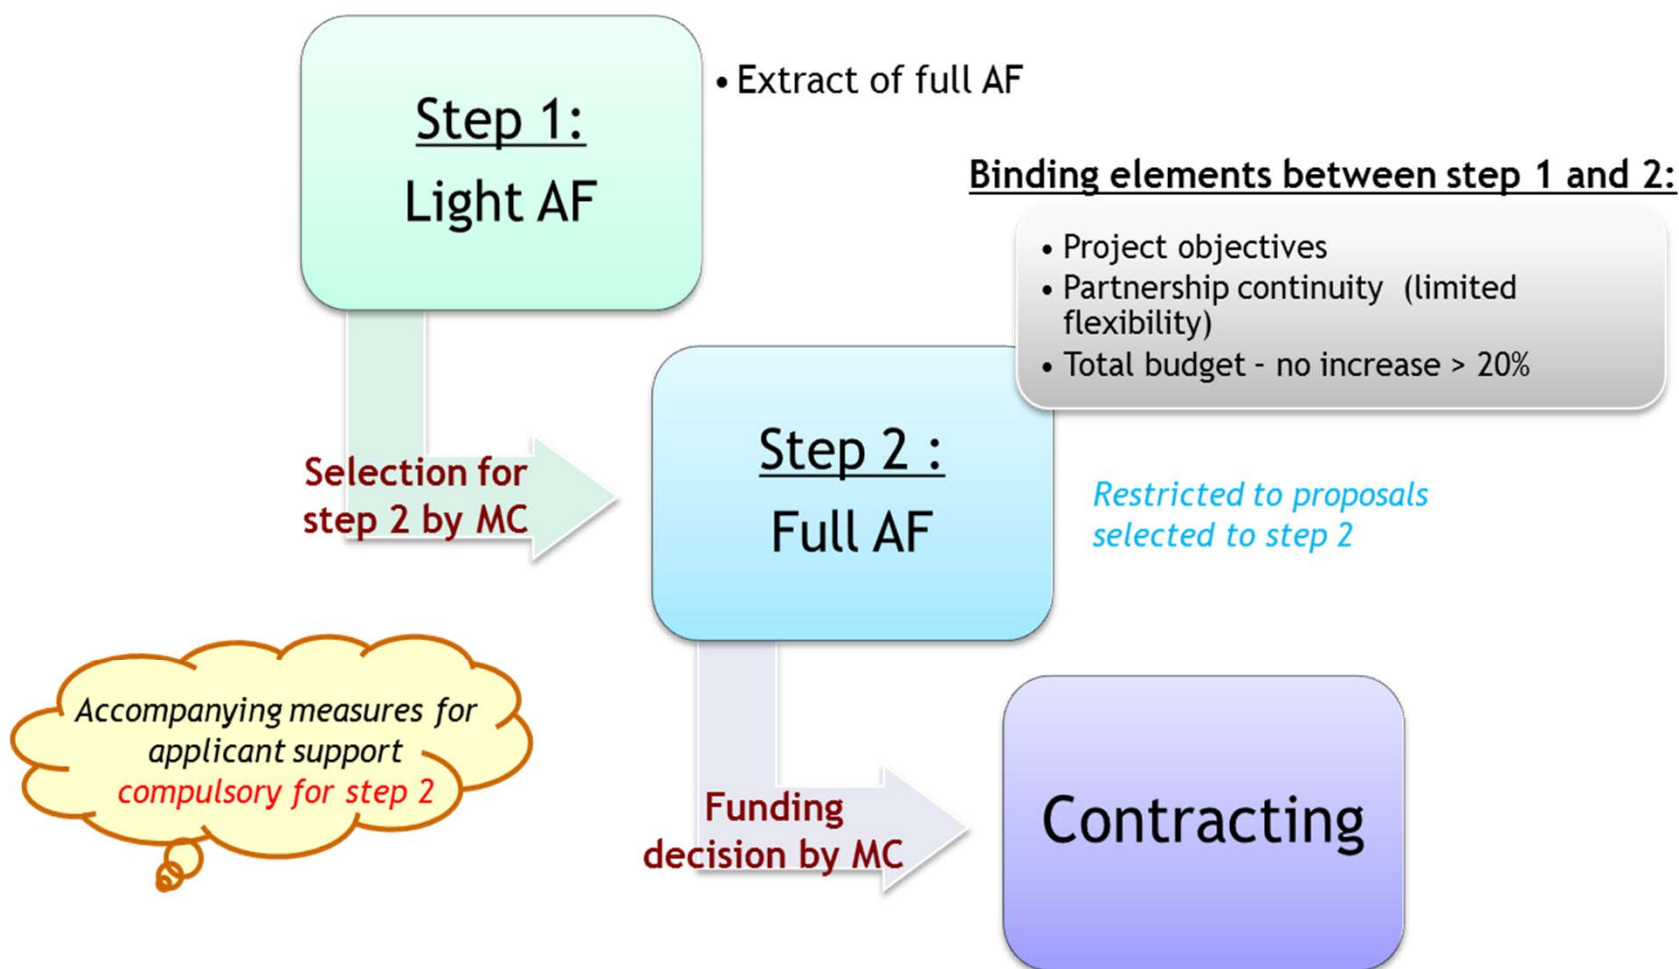 Step 1:
Light AF
• Extract of full AF
Binding elements between step 1 and 2:
• Project objectives
• Partnership continuity (limited
flexibility)
• Total budget – no increase > 20%
Selection for
step 2 by MC
Step 2 :
Full AF
Restricted to proposals
selected to step 2
Accompanying measures for
applicant support
compulsory for step 2
Funding
decision by MC
Contracting